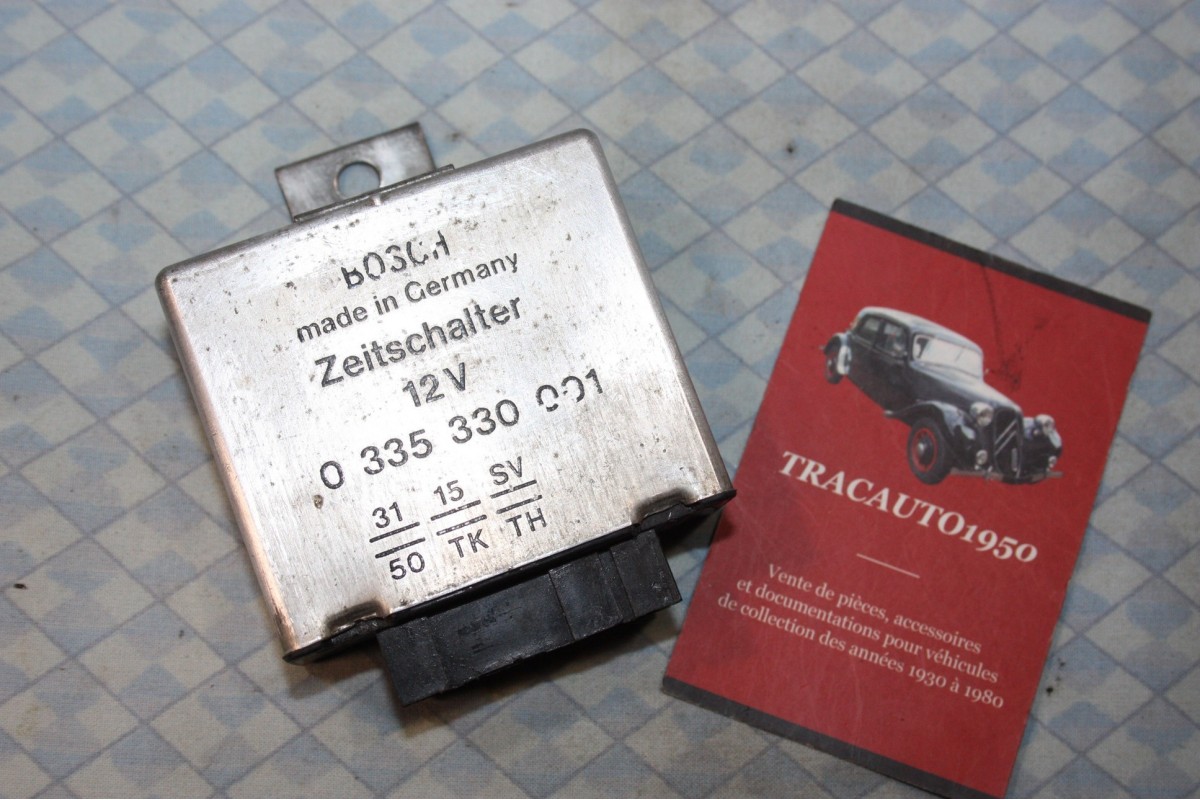 BOSCH
made in Germany
Zeitschalter
12V
0 335 330 001
31 15 SV
50 TK TH
TRACAUTO1950
Vente de pièces, accessoires
et documentations pour véhicules
de collection des années 1930 à 1980